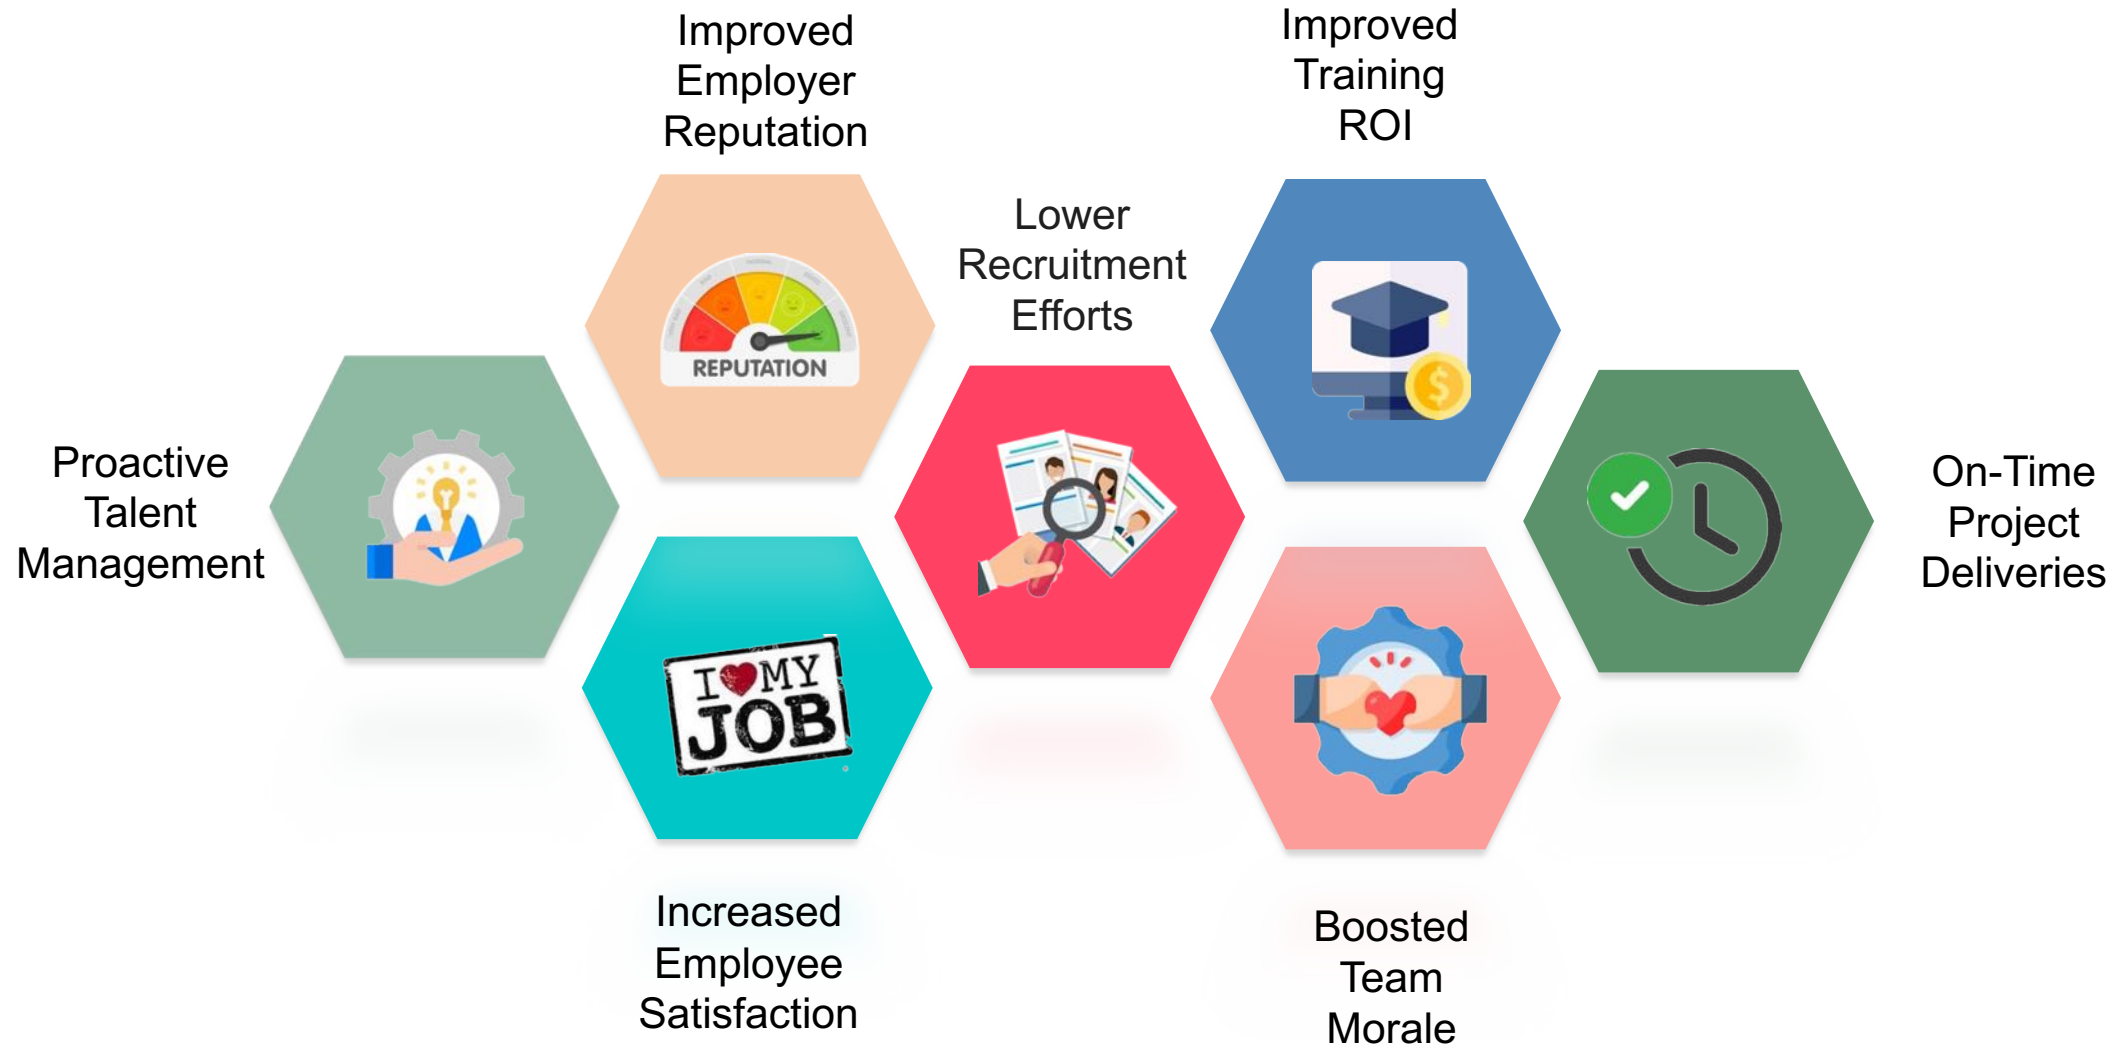 Improved
Employer
Reputation
Improved
Training
ROI
Lower
Recruitment
Efforts
REPUTATION
Proactive
Talent
Management
On-Time
Project
Deliveries
$
I MY
JOB
Increased
Employee
Satisfaction
Boosted
Team
Morale